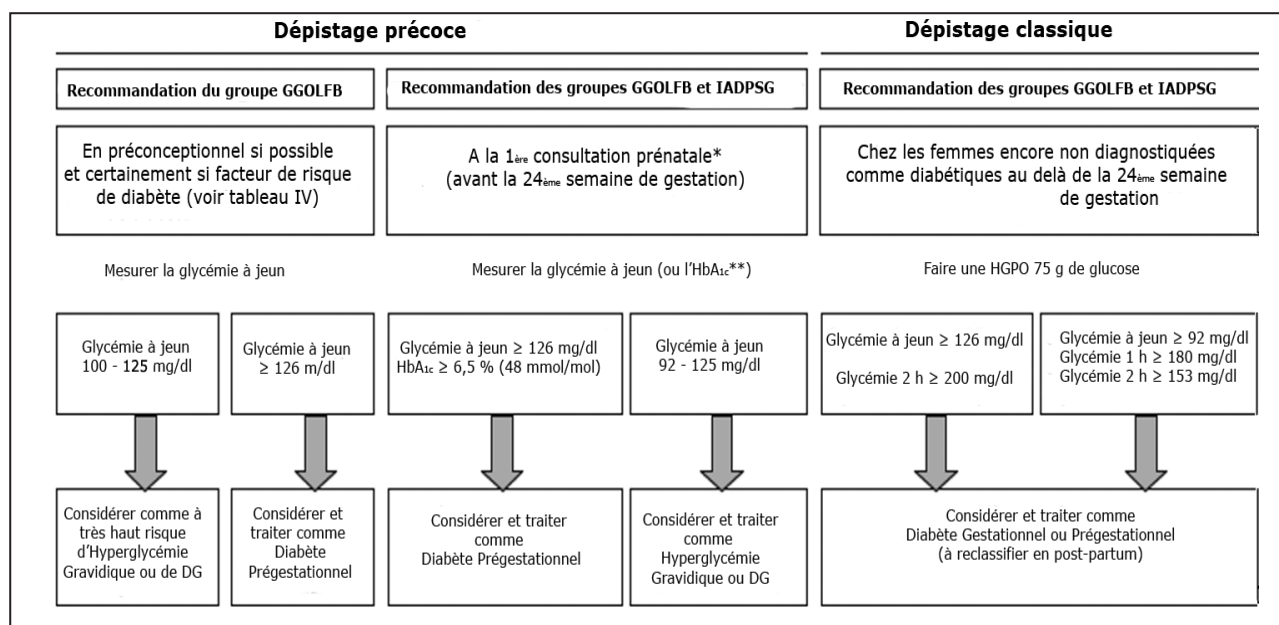 Dépistage précoce
Dépistage classique
Recommandation du groupe GGOLFB
Recommandation des groupes GGOLFB et IADPSG
Recommandation des groupes GGOLFB et IADPSG
En préconceptionnel si possible
et certainement si facteur de risque
de diabète (voir tableau IV)
A la 1ère consultation prénatale*
(avant la 24ème semaine de gestation)
Chez les femmes encore non diagnostiquées
comme diabétiques au delà de la 24ème semaine
de gestation
Mesurer la glycémie à jeun
Mesurer la glycémie à jeun (ou l'HbA1c**)
Faire une HGPO 75 g de glucose
Glycémie à jeun
100 - 125 mg/dl
Glycémie à jeun
≥ 126 m/dl
Glycémie à jeun ≥ 126 mg/dl
HbA1c ≥ 6,5 % (48 mmol/mol)
Glycémie à jeun
92 - 125 mg/dl
Glycémie à jeun ≥ 126 mg/dl
Glycémie 2 h ≥ 200 mg/dl
Glycémie à jeun ≥ 92 mg/dl
Glycémie 1 h ≥ 180 mg/dl
Glycémie 2 h ≥ 153 mg/dl
Considérer comme à
très haut risque
d'Hyperglycémie
Gravidique ou de DG
Considérer et
traiter comme
Diabète
Prégestationnel
Considérer et traiter
comme
Diabète Prégestationnel
Considérer et traiter
comme
Hyperglycémie
Gravidique ou DG
Considérer et traiter comme
Diabète Gestationnel ou Prégestationnel
(à reclassifier en post-partum)